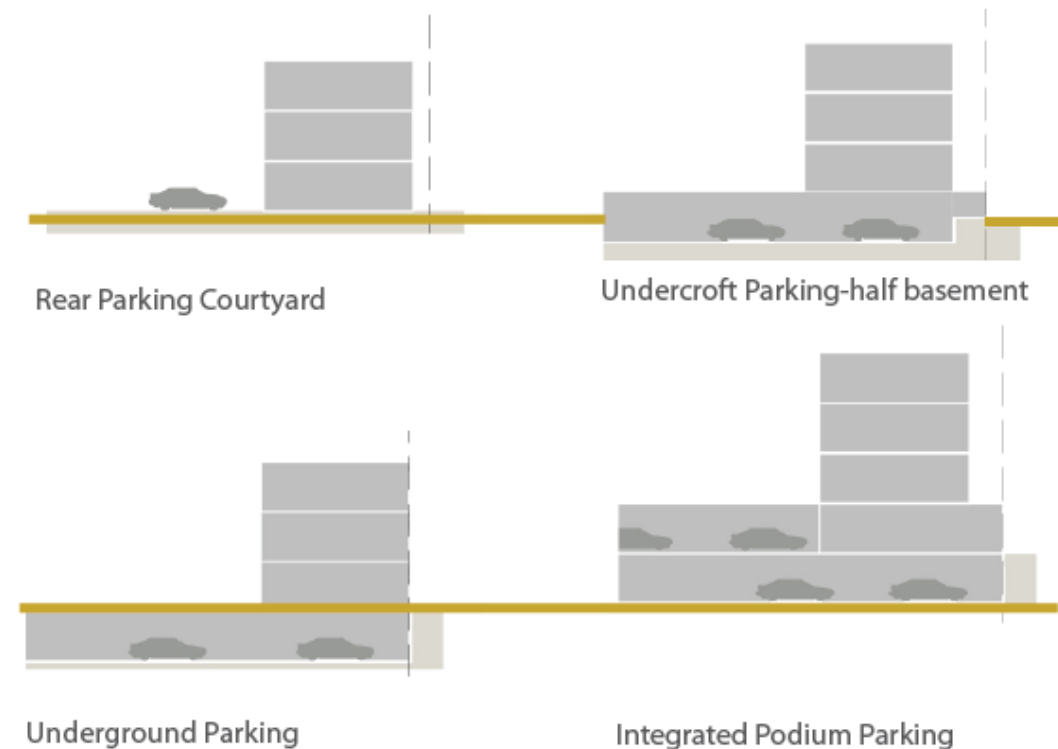 Rear Parking Courtyard
Undercroft Parking-half basement
Underground Parking
Integrated Podium Parking